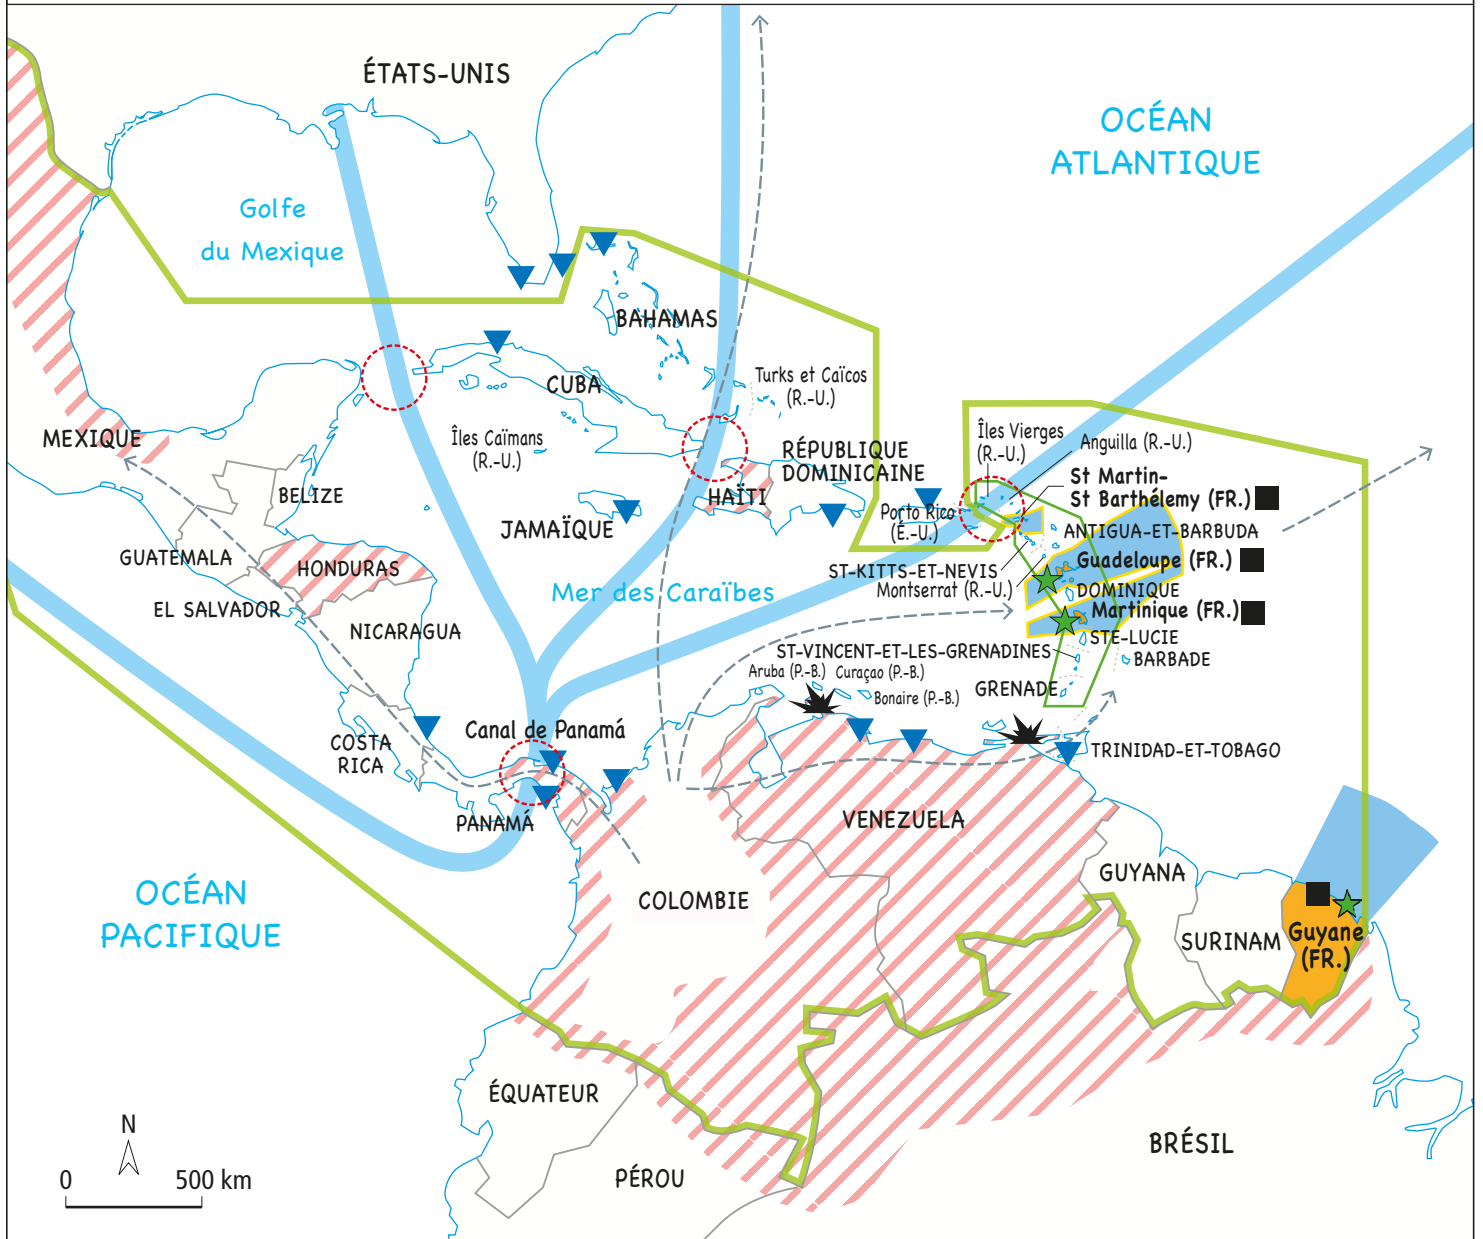 ÉTATS-UNIS
OCÉAN
ATLANTIQUE
Golfe
du Mexique
BAHAMAS
Turks et Caïcos
(R.-U.)
CUBA
Îles Caïmans
(R.-U.)
MEXIQUE
Îles Vierges
(R.-U.)
Anguilla (R.-U.)
RÉPUBLIQUE
DOMINICAINE
St Martin-
St Barthélemy (FR.)
BELIZE
HAÏTI
Porto Rico
(É.-U.)
JAMAÏQUE
ANTIGUA-ET-BARBUDA
GUATEMALA
HONDURAS
ST-KITTS-ET-NEVIS
Guadeloupe (FR.)
Montserrat (R.-U.)
DOMINIQUE
Mer des Caraïbes
EL SALVADOR
Martinique (FR.)
NICARAGUA
STE-LUCIE
ST-VINCENT-ET-LES-GRENADINES
BARBADE
Aruba (P.-B.)
Curaçao (P.-B.)
Bonaire (P.-B.)
GRENADE
Canal de Panamá
COSTA
RICA
TRINIDAD-ET-TOBAGO
PANAMÁ
VENEZUELA
GUYANA
OCÉAN
PACIFIQUE
COLOMBIE
SURINAM
Guyane
(FR.)
ÉQUATEUR
N
BRÉSIL
0
500 km
PÉROU